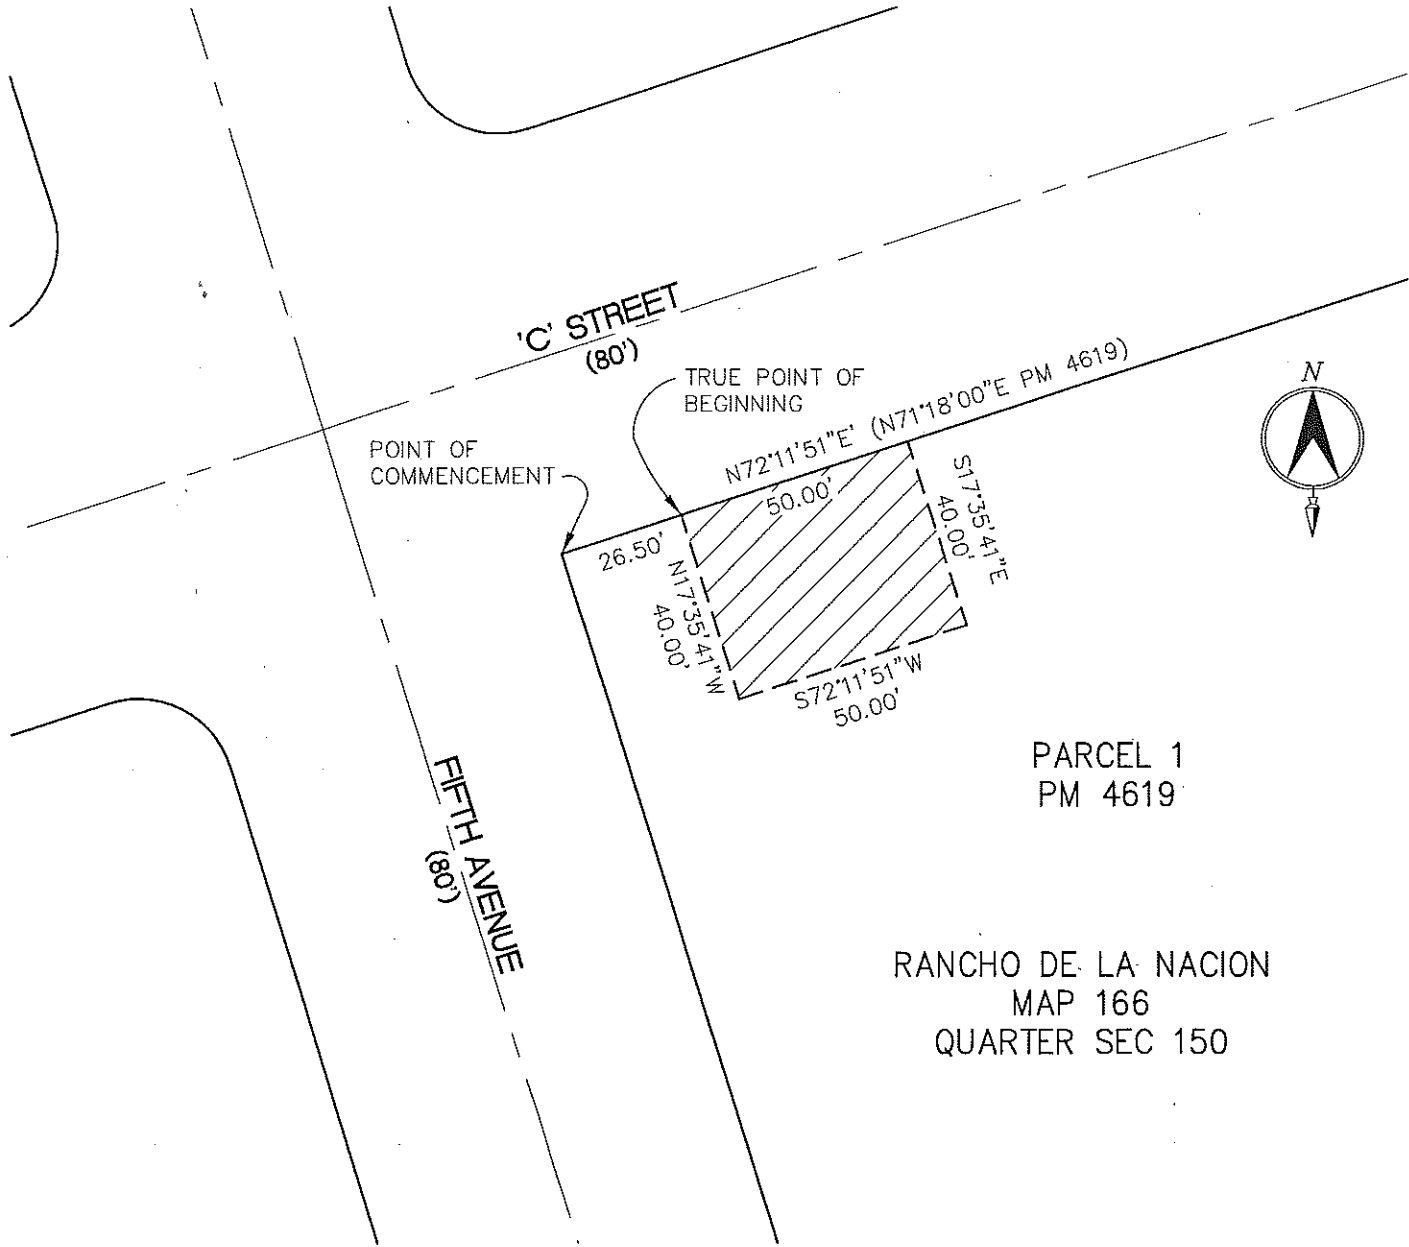 'C' STREET
(80')
TRUE POINT OF
BEGINNING
N72°11'51"E' (N71°18'00"E PM 4619)
50.00'
N
POINT OF
COMMENCEMENT
26.50'
N17°35'41"W
40.00'
S17°35'41"E
40.00'
S72°11'51"W
50.00'
FIFTH AVENUE
(80')
PARCEL 1
PM 4619
RANCHO DE LA NACION
MAP 166
QUARTER SEC 150